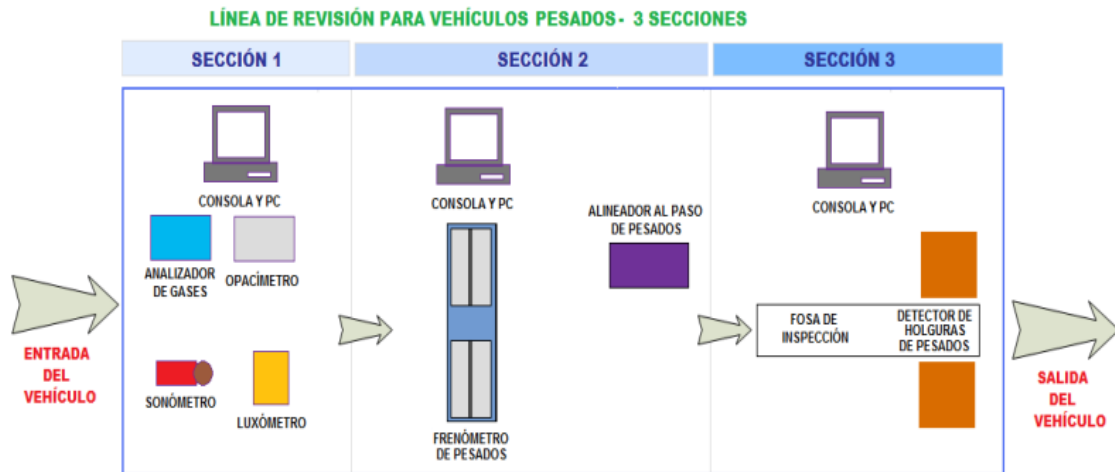 LÍNEA DE REVISIÓN PARA VEHÍCULOS PESADOS - 3 SECCIONES
SECCIÓN 1
SECCIÓN 2
SECCIÓN 3
CONSOLA Y PC
ANALIZADOR
DE GASES
OPACÍMETRO
SONÓMETRO
LUXÓMETRO
ENTRADA
DEL
VEHÍCULO
CONSOLA Y PC
ALINEADOR AL PASO
DE PESADOS
FRENÓMETRO
DE PESADOS
CONSOLA Y PC
FOSA DE
INSPECCIÓN
DETECTOR DE
HOLGURAS
DE PESADOS
SALIDA
DEL
VEHÍCULO